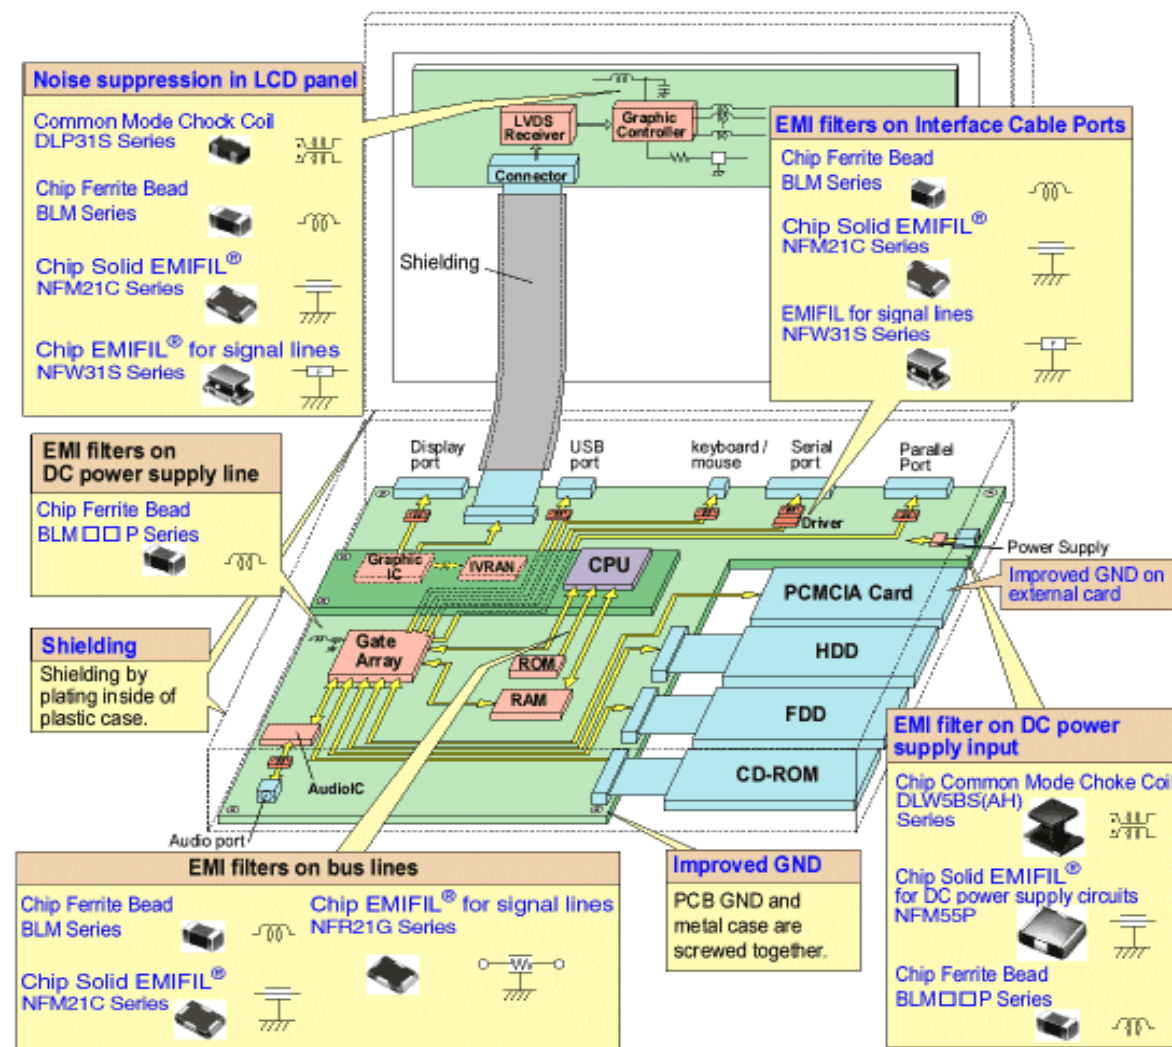 Noise suppression in LCD panel
Common Mode Chock Coil
DLP31S Series
Chip Ferrite Bead
BLM Series
Chip Solid EMIFIL®
NFM21C Series
Chip EMIFIL® for signal lines
NFW31S Series
F
LVDS
Receiver
Graphic
Controller
Connector
Shielding
EMI filters on Interface Cable Ports
Chip Ferrite Bead
BLM Series
Chip Solid EMIFIL®
NFM21C Series
EMIFIL for signal lines
NFW31S Series
F
EMI filters on
DC power supply line
Chip Ferrite Bead
BLM □□ P Series
Shielding
Shielding by
plating inside of
plastic case.
Display
port
USB
port
keyboard /
mouse
Serial
port
Parallel
Port
Driver
Power Supply
Graphic
IC
IVRAN
CPU
Gate
Array
ROM
RAM
AudioIC
Audio port
PCMCIA Card
HDD
FDD
CD-ROM
Improved GND on
external card
EMI filter on DC power
supply input
Chip Common Mode Choke Coil
DLW5BS(AH)
Series
Chip Solid EMIFIL®
for DC power supply circuits
NFM55P
Chip Ferrite Bead
BLM□□P Series
EMI filters on bus lines
Chip Ferrite Bead
BLM Series
Chip Solid EMIFIL®
NFM21C Series
Chip EMIFIL® for signal lines
NFR21G Series
Improved GND
PCB GND and
metal case are
screwed together.